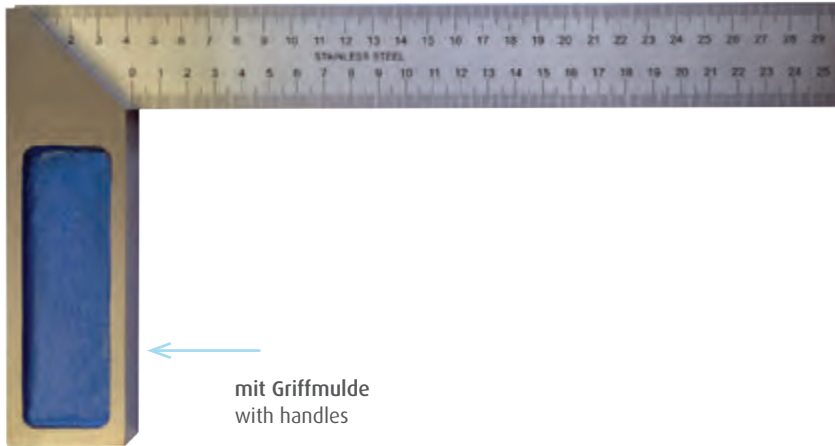 2 3 4 5 6 7 8 9 10 11 12 13 14 15 16 17 18 19 20 21 22 23 24 25 26 27 28 29
STAINLESS STEEL
0 1 2 3 4 5 6 7 8 9 10 11 12 13 14 15 16 17 18 19 20 21 22 23 24 25
mit Griffmulde
with handles